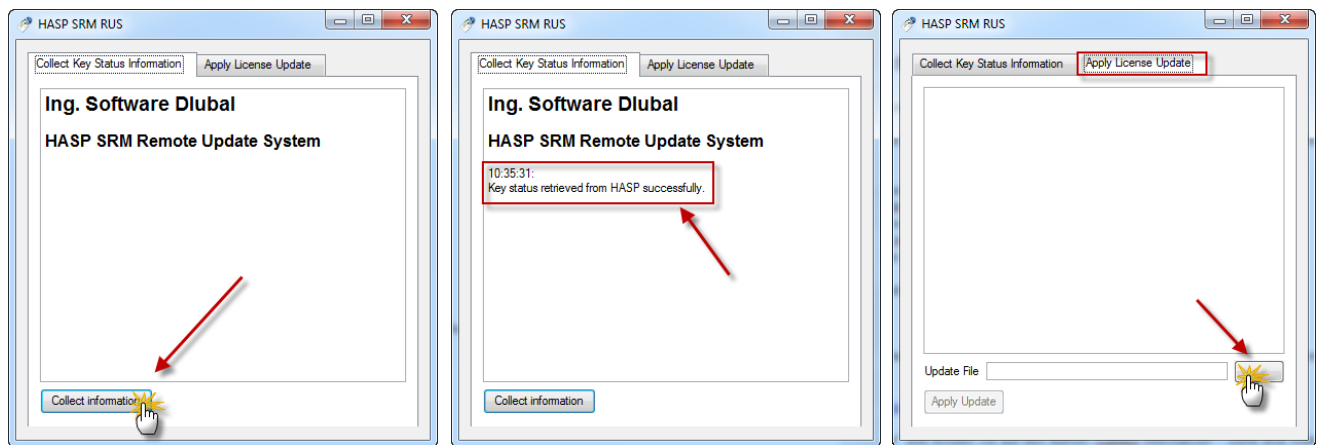 HASP SRM RUS
Collect Key Status Information
Apply License Update
Ing. Software Dlubal
HASP SRM Remote Update System
Collect information
HASP SRM RUS
Collect Key Status Information
Apply License Update
Ing. Software Dlubal
HASP SRM Remote Update System
10:35:31:
Key status retrieved from HASP successfully.
Collect information
HASP SRM RUS
Collect Key Status Information
Apply License Update
Update File
Apply Update